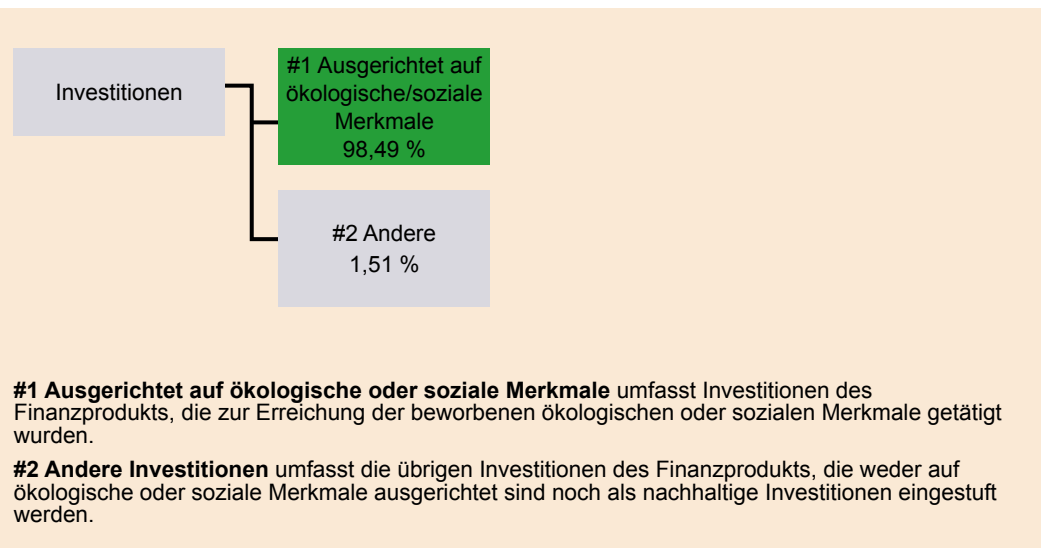 Investitionen
#1 Ausgerichtet auf
ökologische/soziale
Merkmale
98,49 %
#2 Andere
1,51 %
#1 Ausgerichtet auf ökologische oder soziale Merkmale umfasst Investitionen des
Finanzprodukts, die zur Erreichung der beworbenen ökologischen oder sozialen Merkmale getätigt
wurden.
#2 Andere Investitionen umfasst die übrigen Investitionen des Finanzprodukts, die weder auf
ökologische oder soziale Merkmale ausgerichtet sind noch als nachhaltige Investitionen eingestuft
werden.